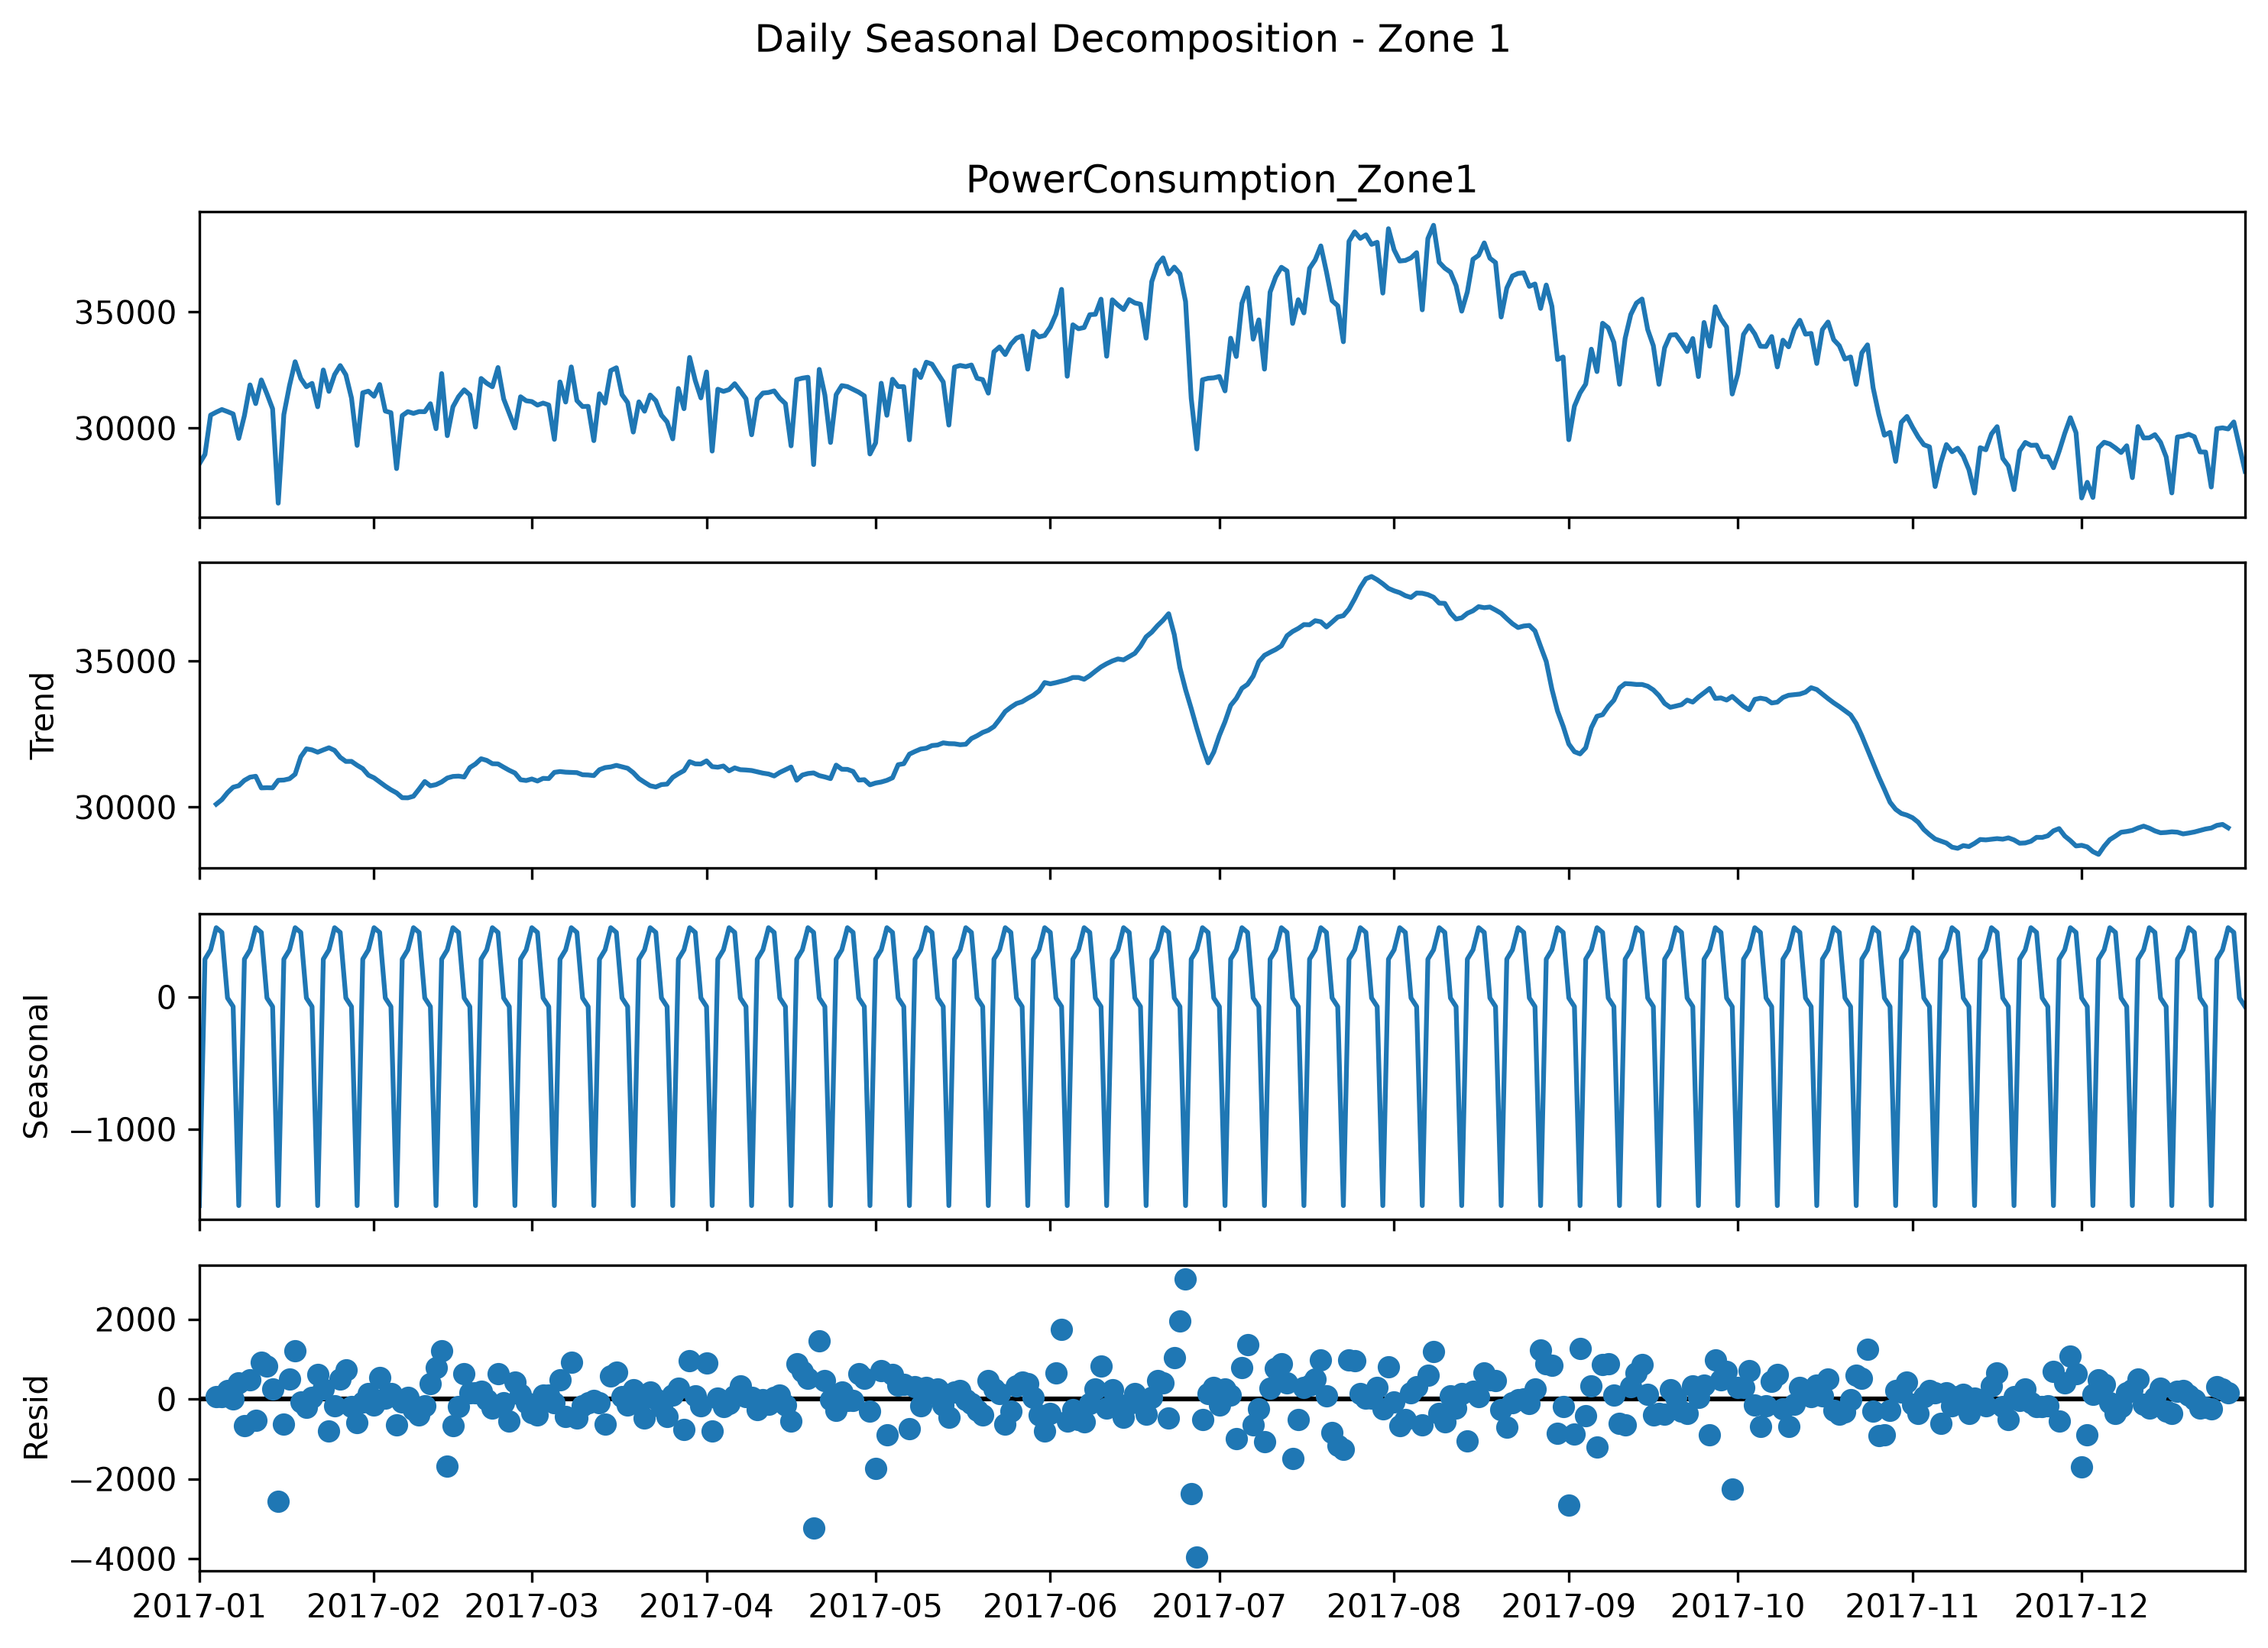 Daily Seasonal Decomposition - Zone 1
PowerConsumption_Zone1
35000
30000
Trend
35000
30000
Seasonal
0
−1000
Resid
2000
0
−2000
−4000
2017-01 2017-02 2017-03 2017-04 2017-05 2017-06 2017-07 2017-08 2017-09 2017-10 2017-11 2017-12